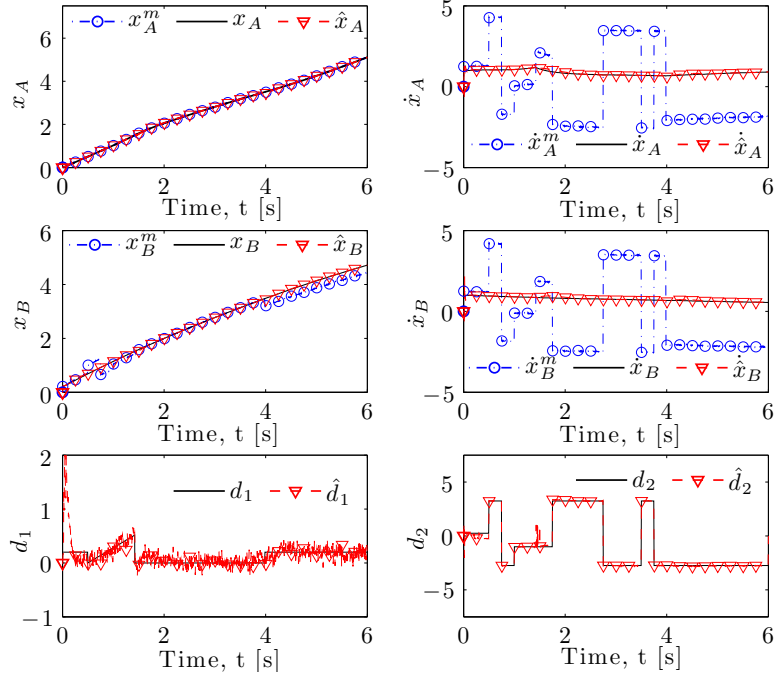 x_A^m x_A x̂_A
6
4
2
0
x_A
0 2 4 6
Time, t [s]
5
0
−5
ẋ_A
ẋ_A^m ẋ_A ẋ̂_A
0 2 4 6
Time, t [s]
x_B^m x_B x̂_B
6
4
2
0
x_B
0 2 4 6
Time, t [s]
5
0
−5
ẋ_B
ẋ_B^m ẋ_B ẋ̂_B
0 2 4 6
Time, t [s]
2
1
0
−1
d_1
d_1 d̂_1
0 2 4 6
Time, t [s]
5
0
−5
d_2
d_2 d̂_2
0 2 4 6
Time, t [s]